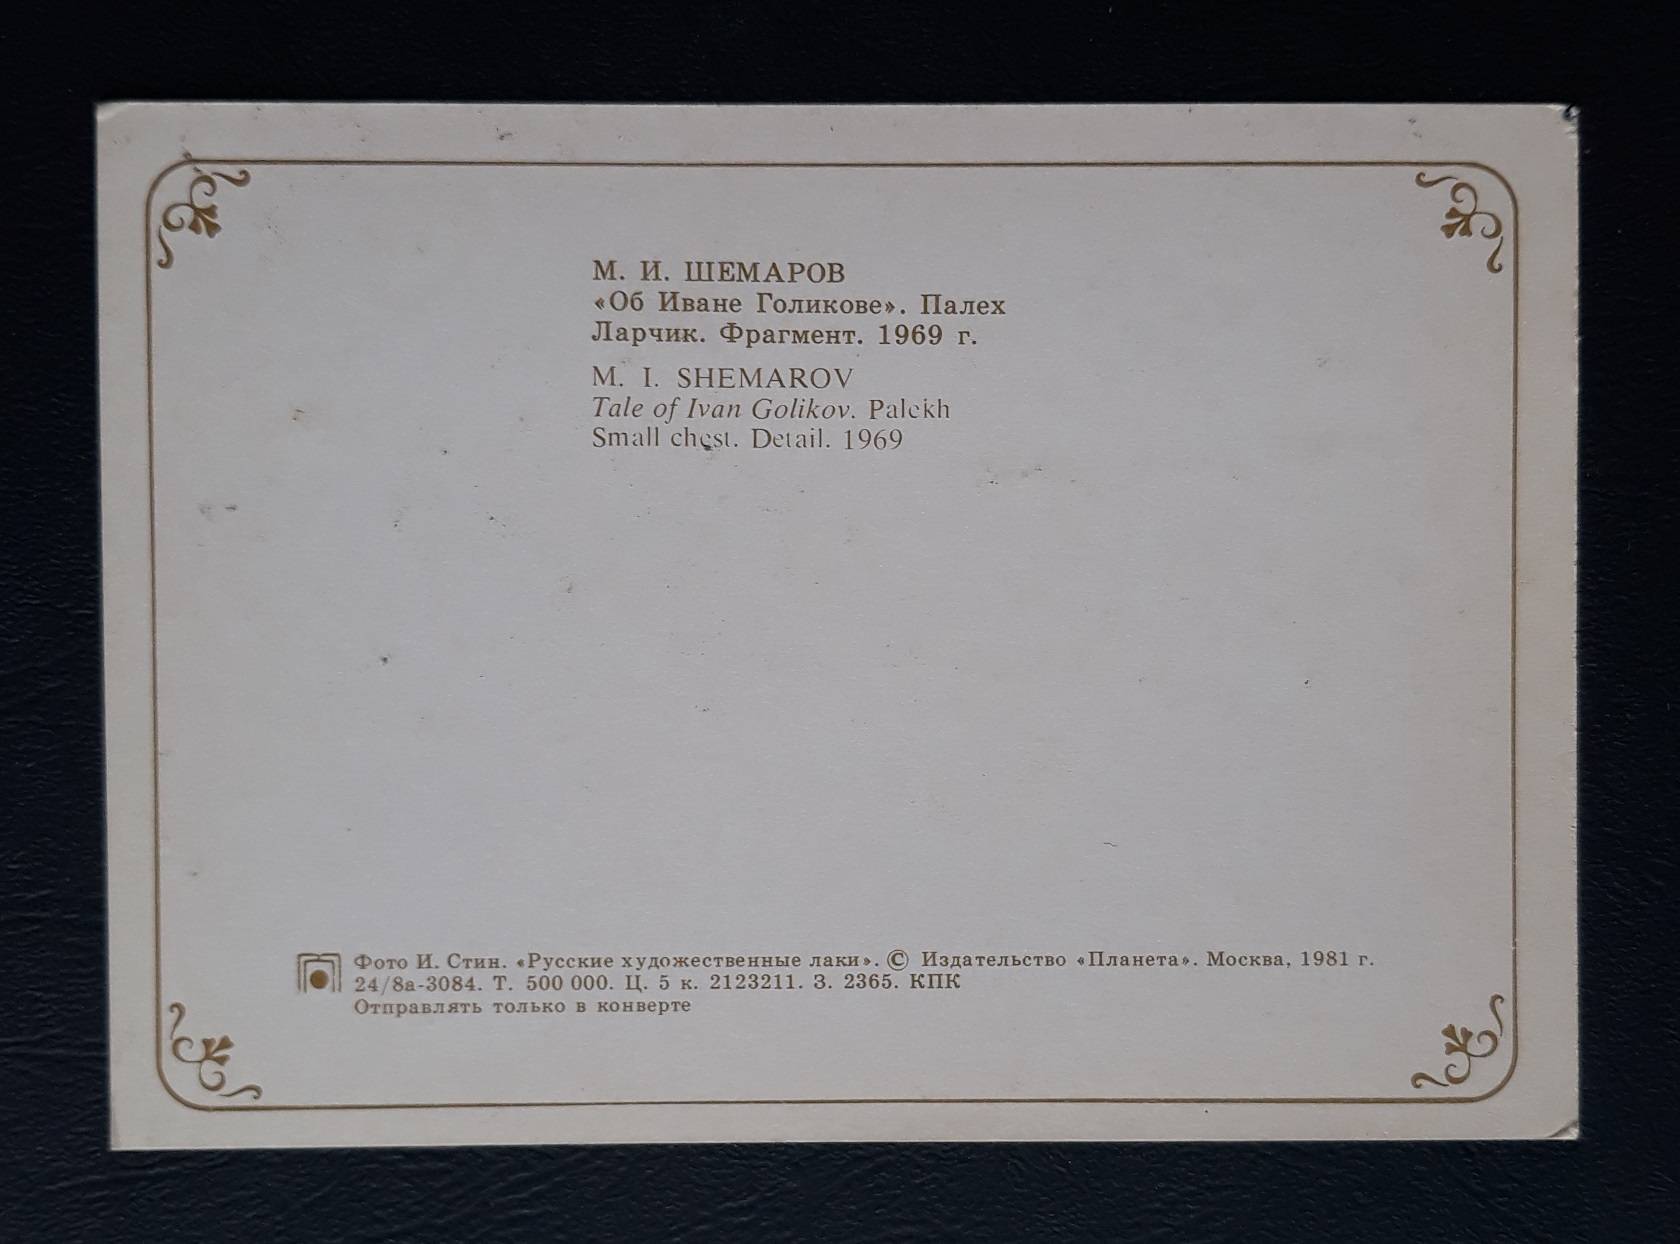 М. И. ШЕМАРОВ
«Об Иване Голикове». Палех
Ларчик. Фрагмент. 1969 г.
M. I. SHEMAROV
Tale of Ivan Golikov. Palekh
Small chest. Detail. 1969
Фото И. Стин. «Русские художественные лаки». © Издательство «Планета». Москва, 1981 г.
24/8а-3084. Т. 500 000. Ц. 5 к. 2123211. З. 2365. КПК
Отправлять только в конверте